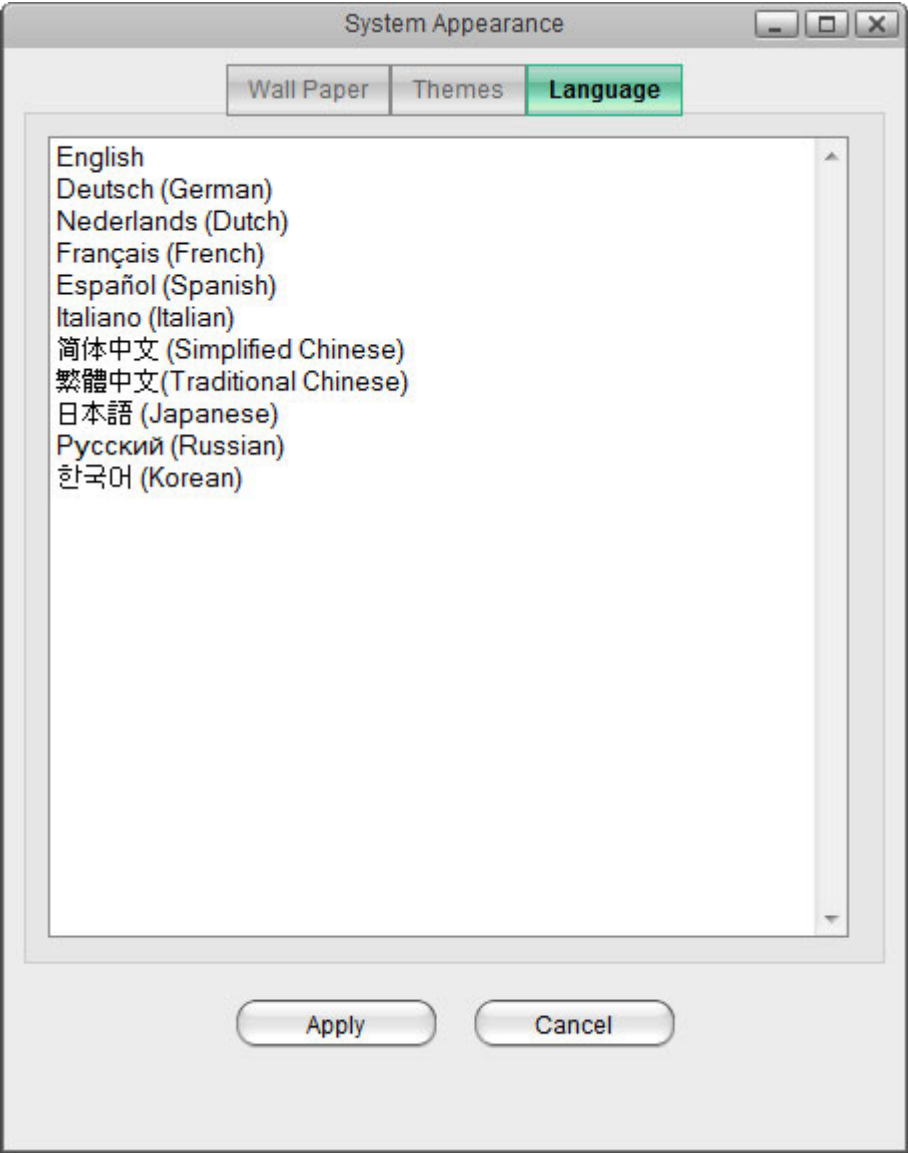 System Appearance
Wall Paper Themes Language
English
Deutsch (German)
Nederlands (Dutch)
Français (French)
Español (Spanish)
Italiano (Italian)
简体中文 (Simplified Chinese)
繁體中文(Traditional Chinese)
日本語 (Japanese)
Русский (Russian)
한국어 (Korean)
Apply Cancel